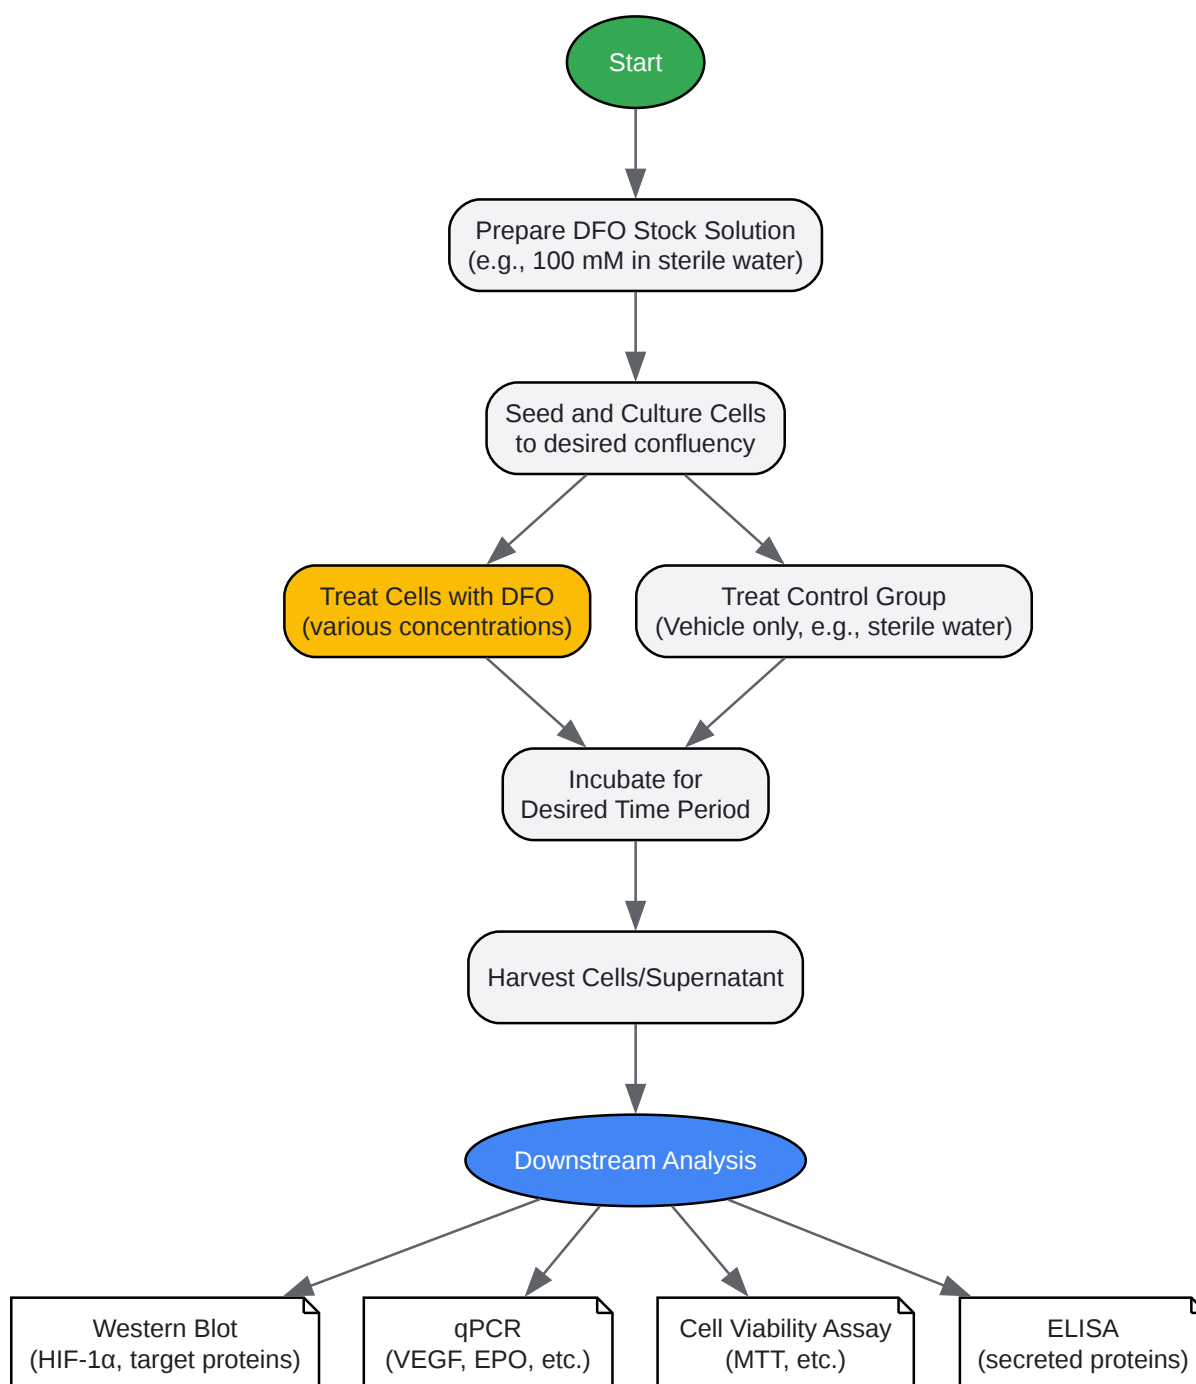 Start
Prepare DFO Stock Solution
(e.g., 100 mM in sterile water)
Seed and Culture Cells
to desired confluency
Treat Cells with DFO
(various concentrations)
Treat Control Group
(Vehicle only, e.g., sterile water)
Incubate for
Desired Time Period
Harvest Cells/Supernatant
Downstream Analysis
Western Blot
(HIF-1α, target proteins)
qPCR
(VEGF, EPO, etc.)
Cell Viability Assay
(MTT, etc.)
ELISA
(secreted proteins)